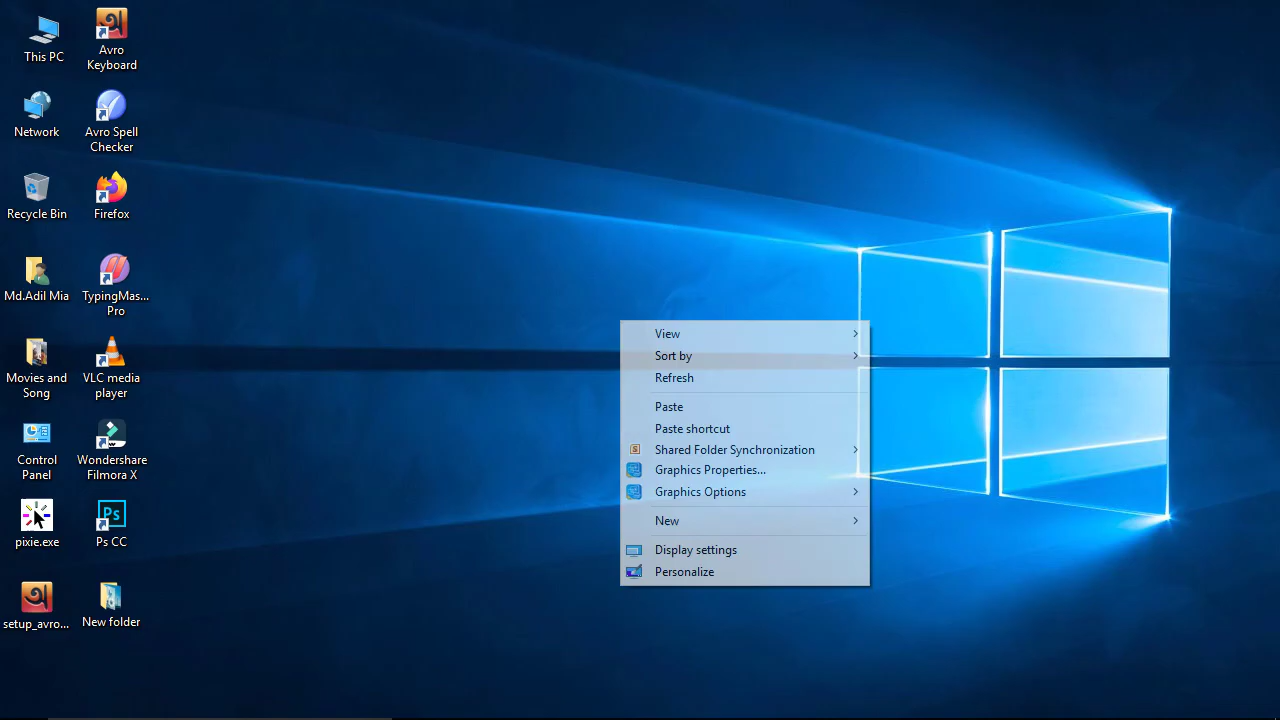 This PC
Avro
Keyboard
Network
Avro Spell
Checker
Recycle Bin
Firefox
Md.Adil Mia
TypingMas...
Pro
Movies and
Song
VLC media
player
Control
Panel
Wondershare
Filmora X
pixie.exe
Ps
Ps CC
অ
setup_avro...
New folder
View
Sort by
Refresh
Paste
Paste shortcut
S
Shared Folder Synchronization
Graphics Properties...
Graphics Options
New
Display settings
Personalize